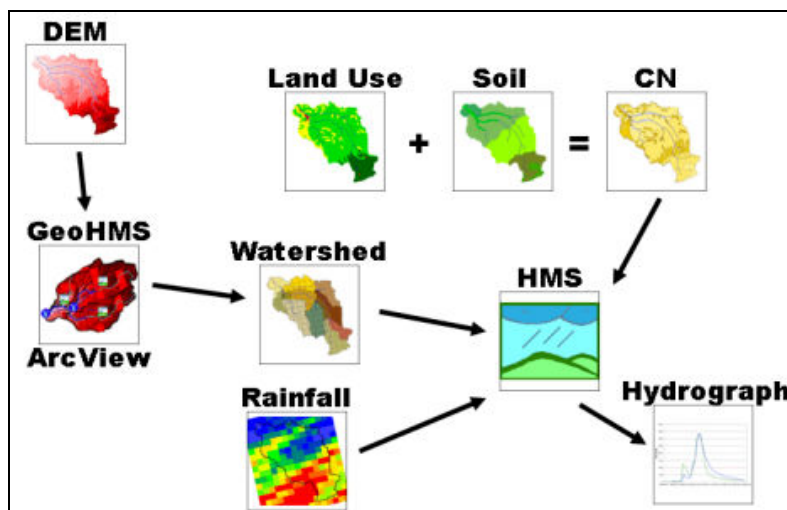 DEM
Land Use + Soil = CN
GeoHMS
ArcView
Watershed
HMS
Rainfall
Hydrograph